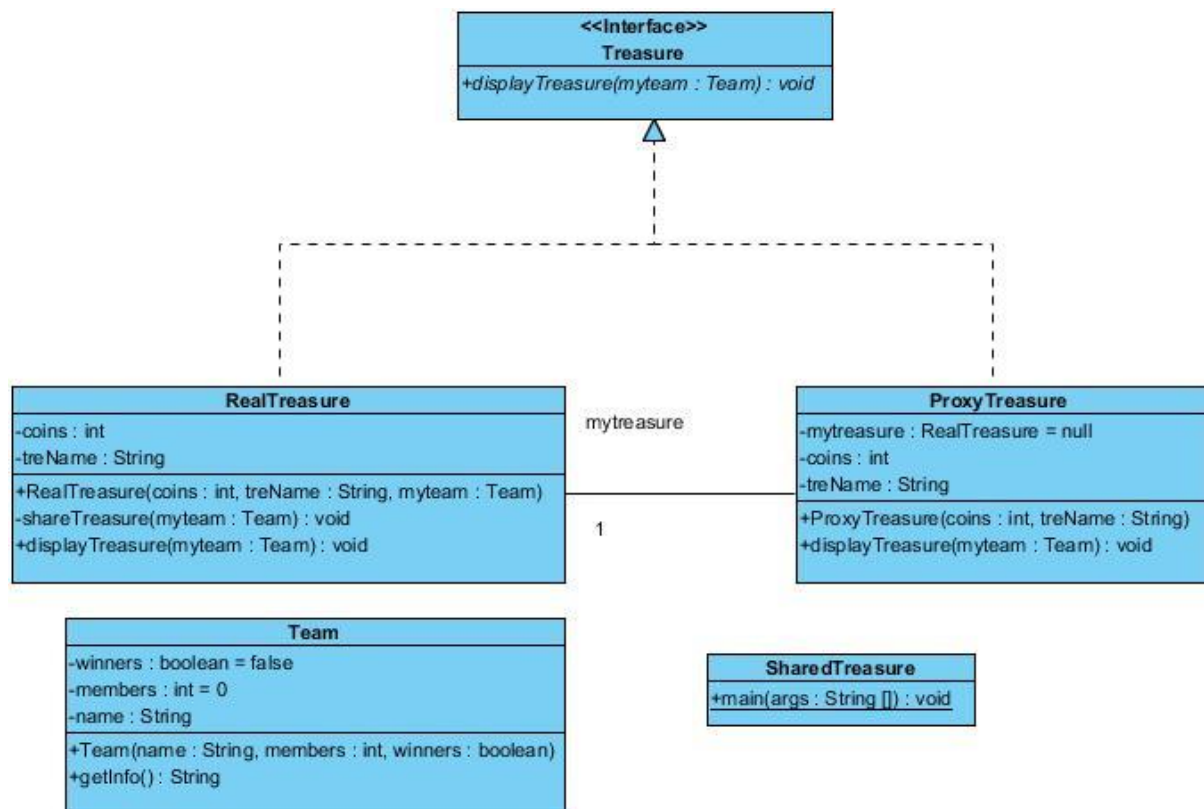 <<Interface>>
Treasure
+displayTreasure(myteam : Team) : void
RealTreasure
-coins : int
-treName : String
+RealTreasure(coins : int, treName : String, myteam : Team)
-shareTreasure(myteam : Team) : void
+displayTreasure(myteam : Team) : void
mytreasure
1
ProxyTreasure
-mytreasure : RealTreasure = null
-coins : int
-treName : String
+ProxyTreasure(coins : int, treName : String)
+displayTreasure(myteam : Team) : void
Team
-winners : boolean = false
-members : int = 0
-name : String
+Team(name : String, members : int, winners : boolean)
+getInfo() : String
SharedTreasure
+main(args : String []) : void